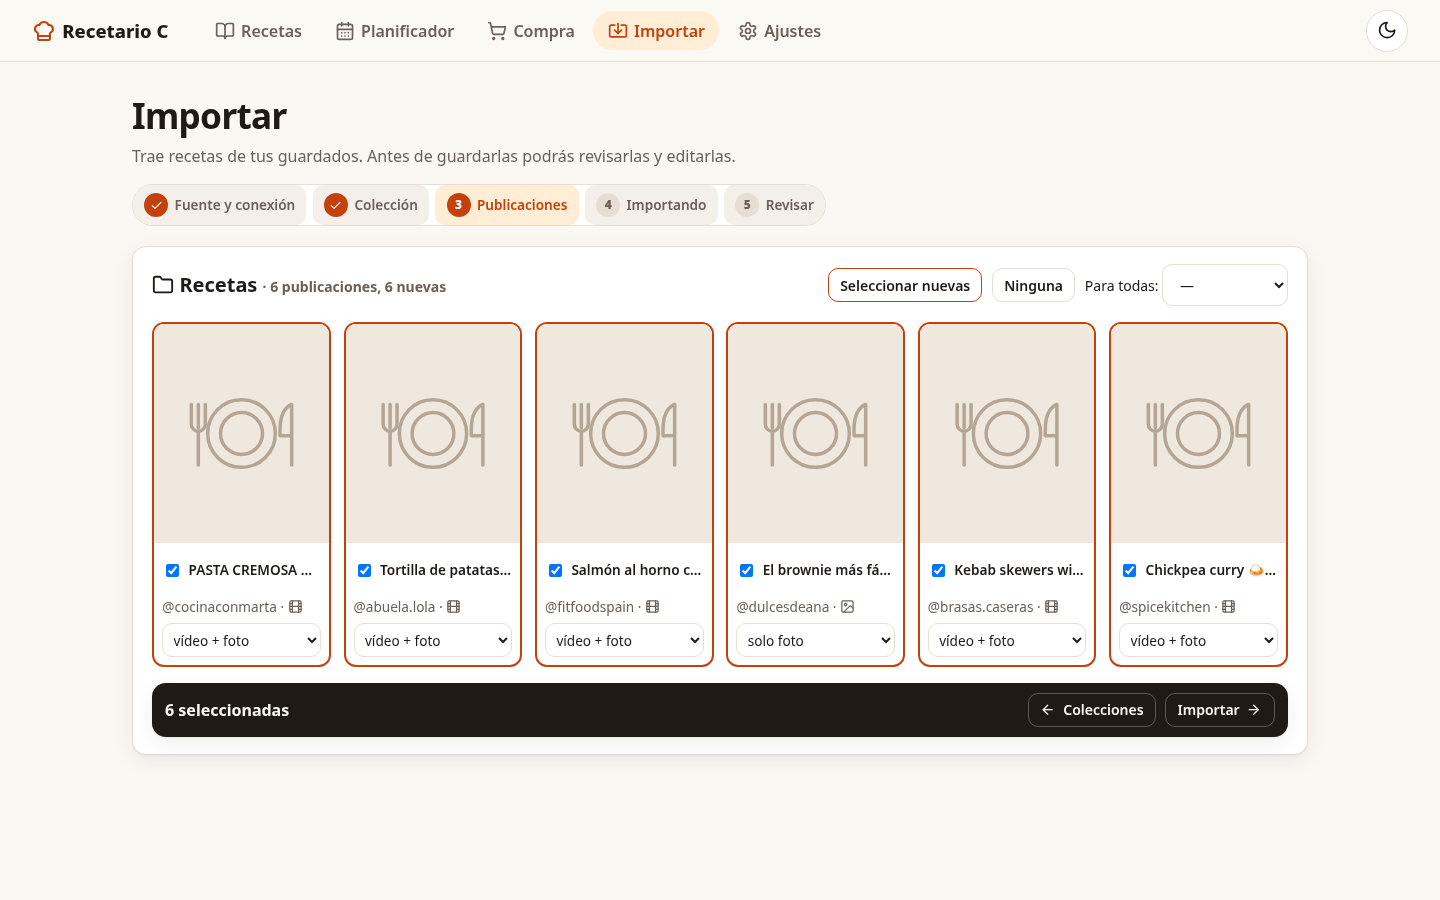 Recetario C
Recetas
Planificador
Compra
Importar
Ajustes
Importar
Trae recetas de tus guardados. Antes de guardarlas podrás revisarlas y editarlas.
Fuente y conexión
Colección
3 Publicaciones
4 Importando
5 Revisar
Recetas · 6 publicaciones, 6 nuevas
Seleccionar nuevas
Ninguna
Para todas: —
PASTA CREMOSA ...
Tortilla de patatas...
Salmón al horno c...
El brownie más fá...
Kebab skewers wi...
Chickpea curry 🍛...
@cocinaconmarta ·
@abuela.lola ·
@fitfoodspain ·
@dulcesdeana ·
@brasas.caseras ·
@spicekitchen ·
vídeo + foto
vídeo + foto
vídeo + foto
solo foto
vídeo + foto
vídeo + foto
6 seleccionadas
← Colecciones
Importar →